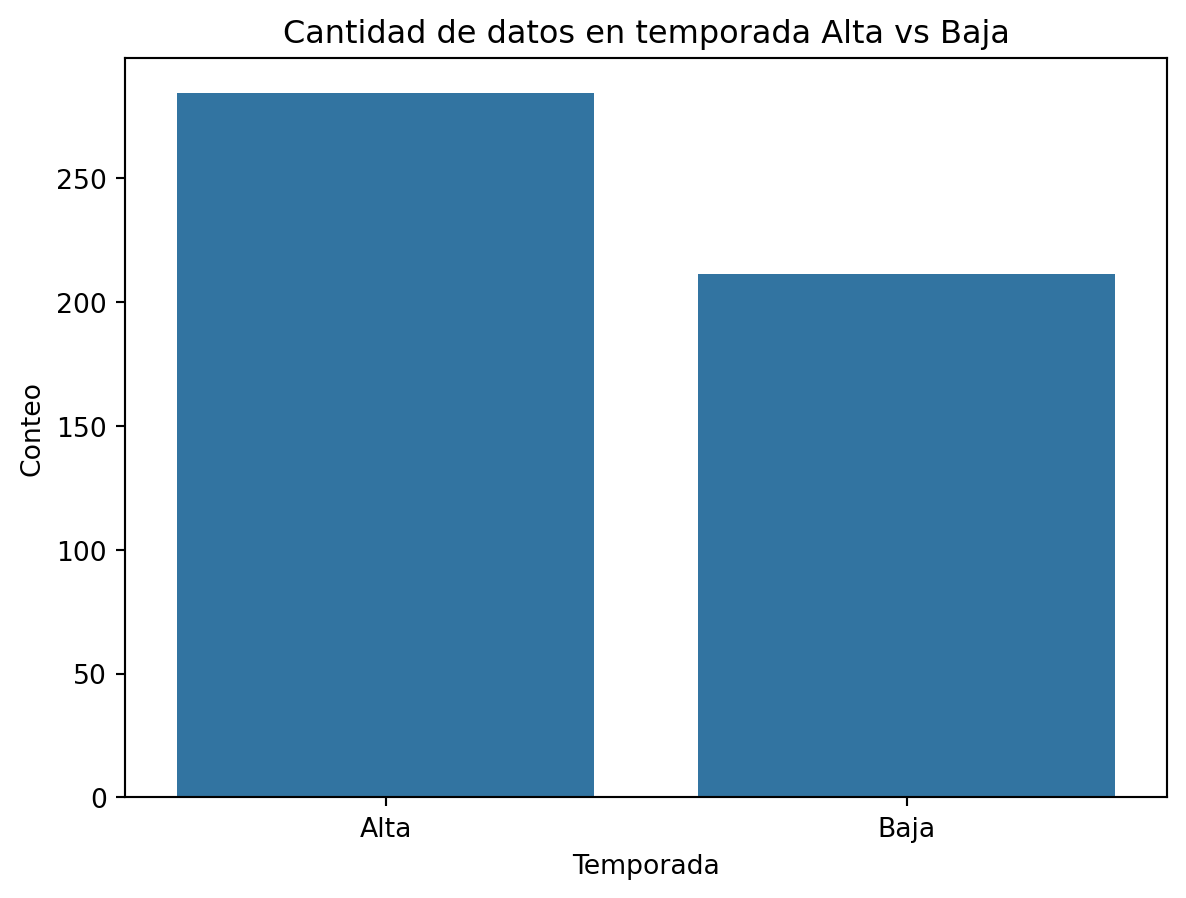 Cantidad de datos en temporada Alta vs Baja
250
200
150
100
50
0
Conteo
Alta
Baja
Temporada